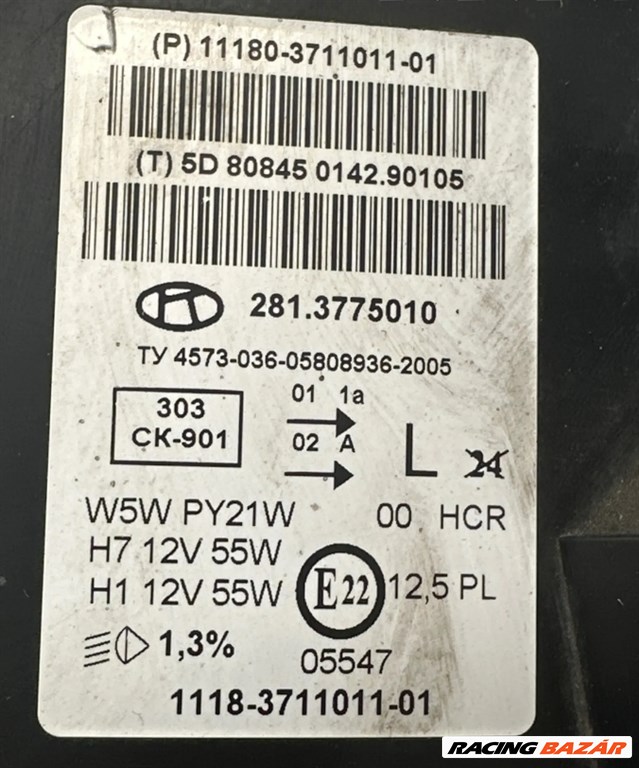 (P) 11180-3711011-01
(T) 5D 80845 0142.90105
281.3775010
ТУ 4573-036-05808936-2005
303
СК-901
01 1a
02 A
L 24
W5W PY21W 00 HCR
H7 12V 55W
H1 12V 55W E22 12,5 PL
1,3% 05547
1118-3711011-01
RACING BAZÁR